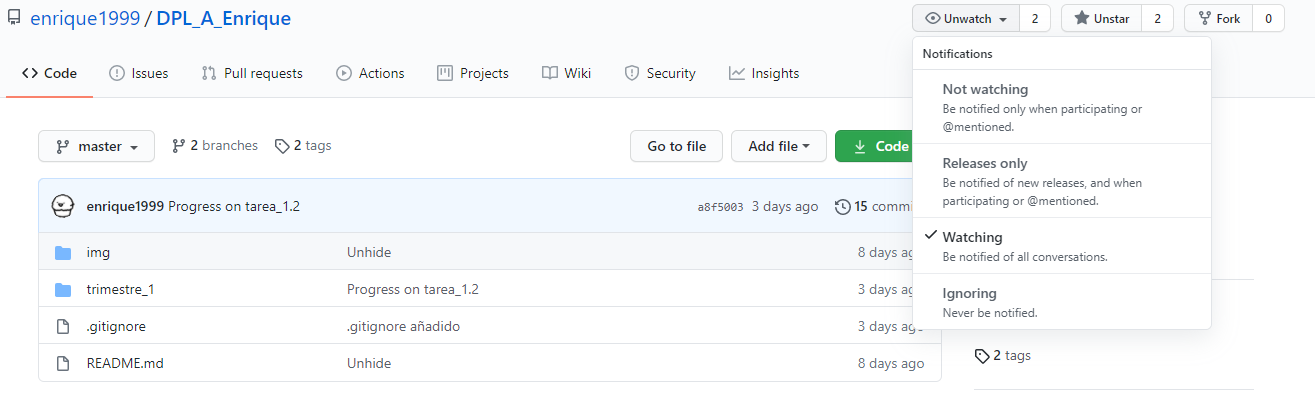 enrique1999 / DPL_A_Enrique
Unwatch 2 Unstar 2 Fork 0
Notifications
Code Issues Pull requests Actions Projects Wiki Security Insights
Not watching
Be notified only when participating or
@mentioned.
master 2 branches 2 tags Go to file Add file Code
Releases only
Be notified of new releases, and when
participating or @mentioned.
enrique1999 Progress on tarea_1.2 a8f5003 3 days ago 15 commi
Watching
Be notified of all conversations.
img Unhide 8 days ag
trimestre_1 Progress on tarea_1.2 3 days ag
Ignoring
Never be notified.
.gitignore .gitignore añadido 3 days ago
README.md Unhide 8 days ago
2 tags